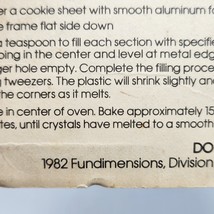 er a cookie sheet with smooth aluminum fo
e frame flat side down
a teaspoon to fill each section with specifie
ping in the center and level at metal edg
ger hole empty. Complete the filling proce
g tweezers. The plastic will shrink slightly an
the corners as it melts.
e in center of oven. Bake approximately 15
tes, until crystals have melted to a smooth
DO
1982 Fundimensions, Division